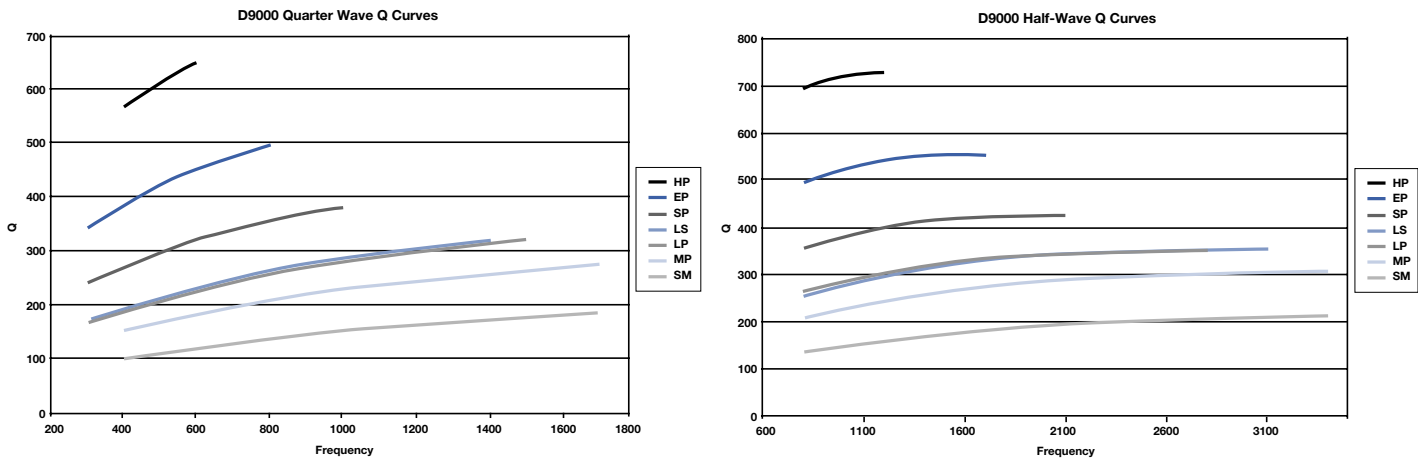 D9000 Quarter Wave Q Curves
700
600
500
400
300
200
100
0
Q
200
400
600
800
1000
1200
1400
1600
1800
Frequency
HP
EP
SP
LS
LP
MP
SM
D9000 Half-Wave Q Curves
800
700
600
500
400
300
200
100
0
Q
600
1100
1600
2100
2600
3100
Frequency
HP
EP
SP
LS
LP
MP
SM